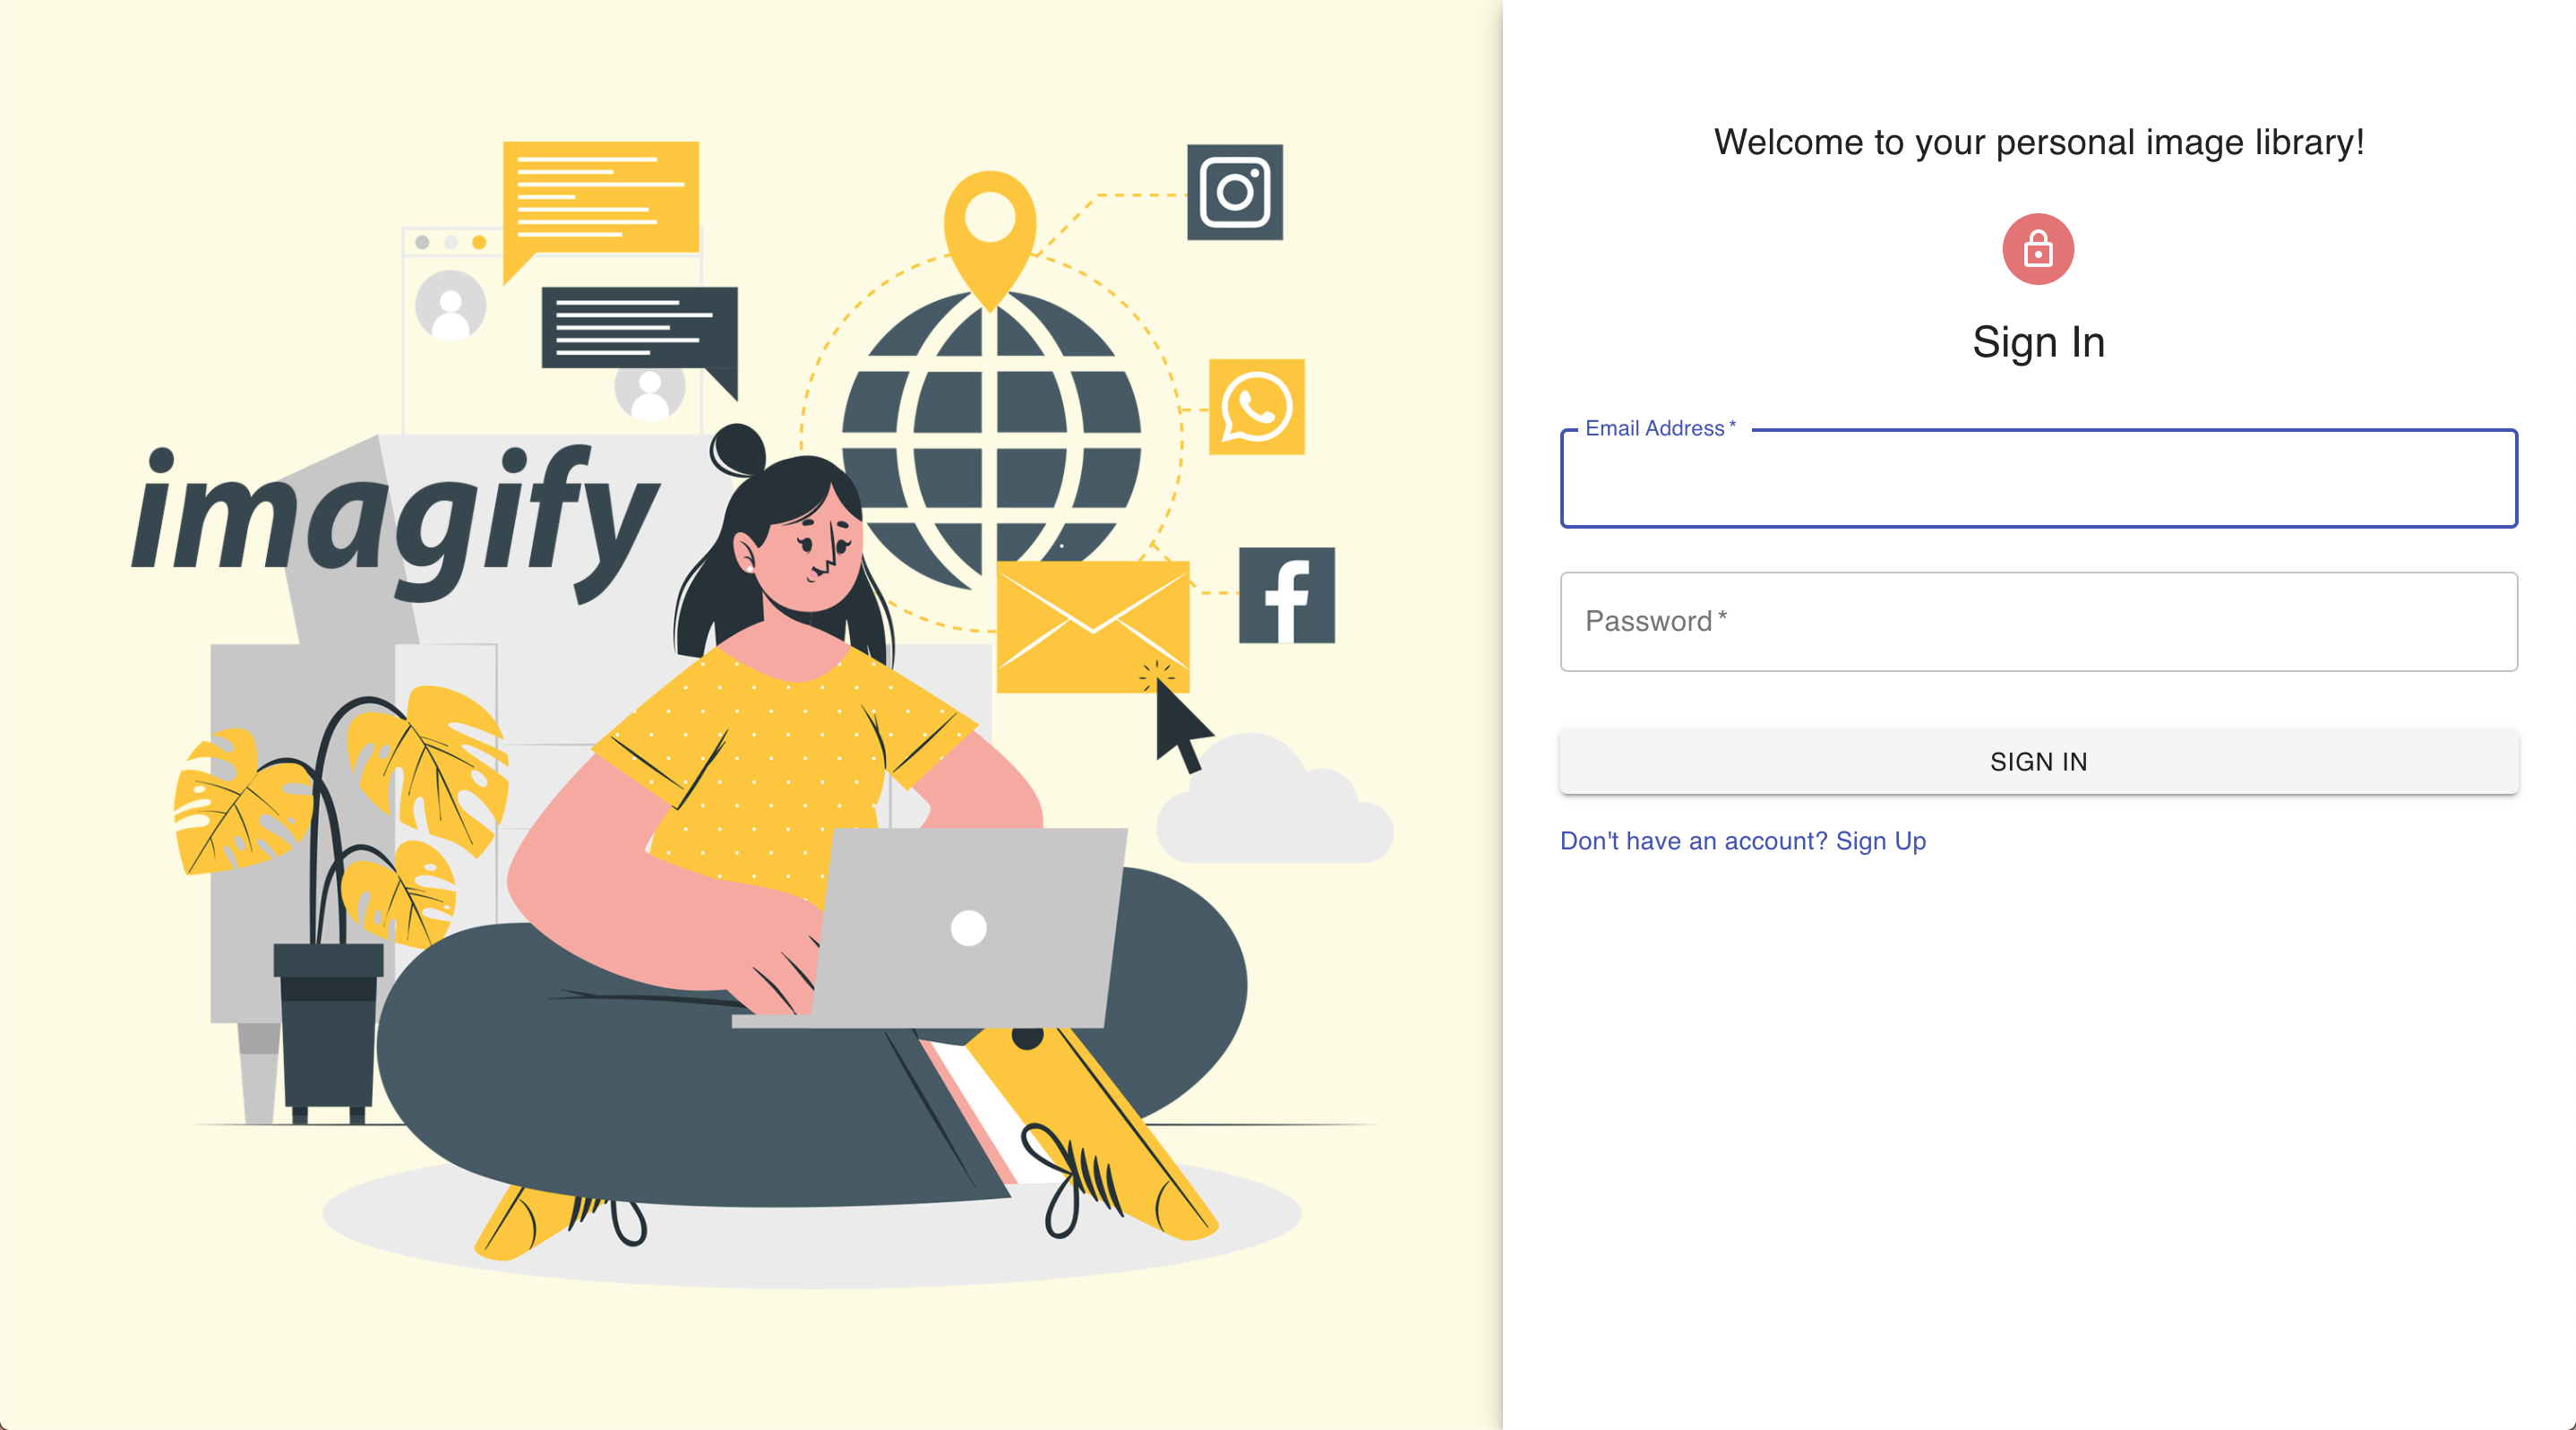 imagify
Welcome to your personal image library!
Sign In
Email Address *
Password *
SIGN IN
Don't have an account? Sign Up